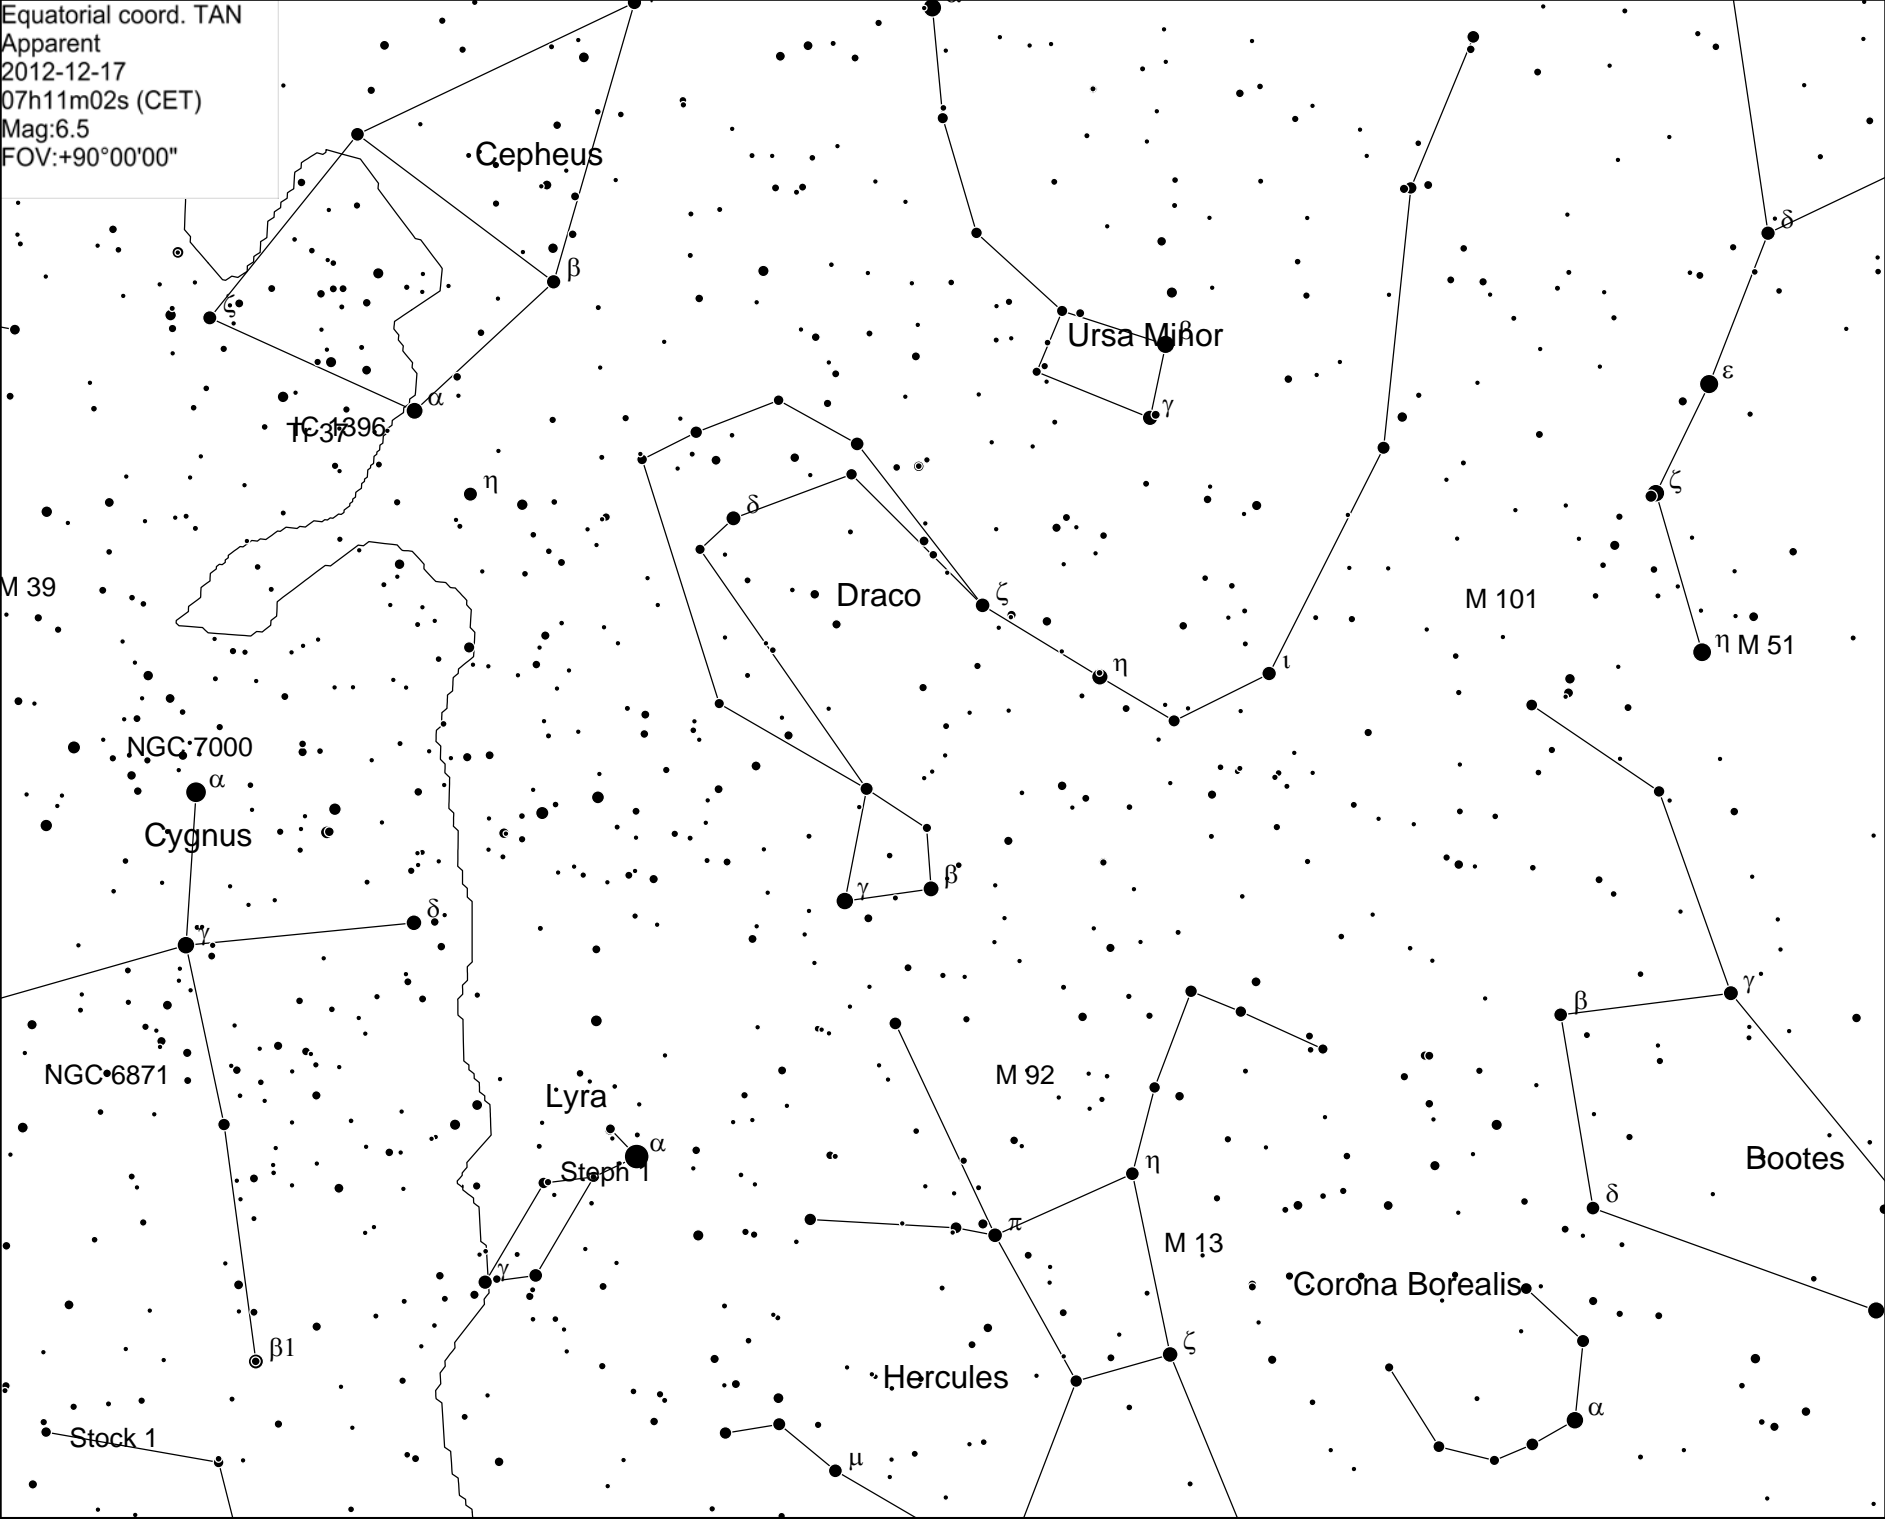 Equatorial coord. TAN
Apparent
2012-12-17
07h11m02s (CET)
Mag:6.5
FOV:+90°00'00"
Cepheus
δ
β
ζ
Ursa Minor
β
ε
α
γ
IC 1396
Tr 37
η
ζ
δ
M 39
Draco
ζ
M 101
η
ι
η M 51
NGC 7000
α
Cygnus
γ
β
δ
γ
γ
β
NGC 6871
M 92
Lyra
α
Steph 1
η
Bootes
δ
π
M 13
γ
Corona Borealis
β1
ζ
Hercules
α
Stock 1
μ